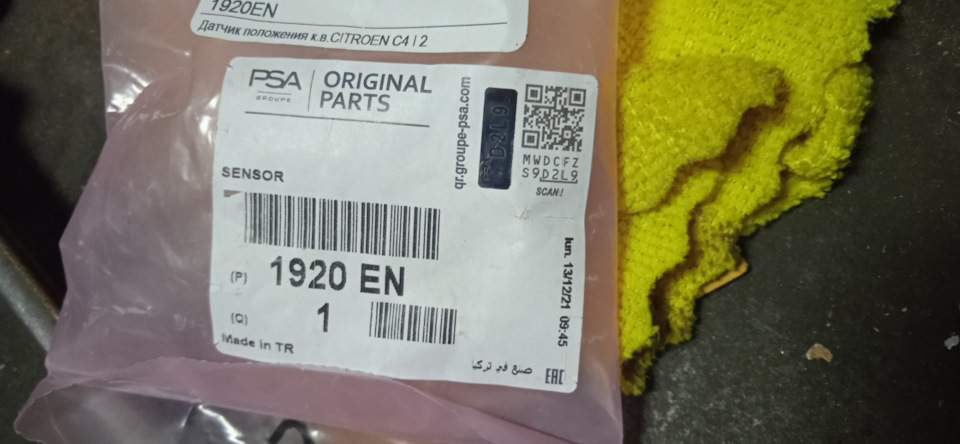 1920EN
Датчик положения к.в.CITROEN C4 I 2
PSA
GROUPE
ORIGINAL
PARTS
qr.groupe-psa.com
D2L9
MWDCFZ
S9D2L9
SCAN!
SENSOR
(P)
1920 EN
(Q)
1
lun. 13/12/21 09:45
Made in TR
صنع في تركيا
EAC